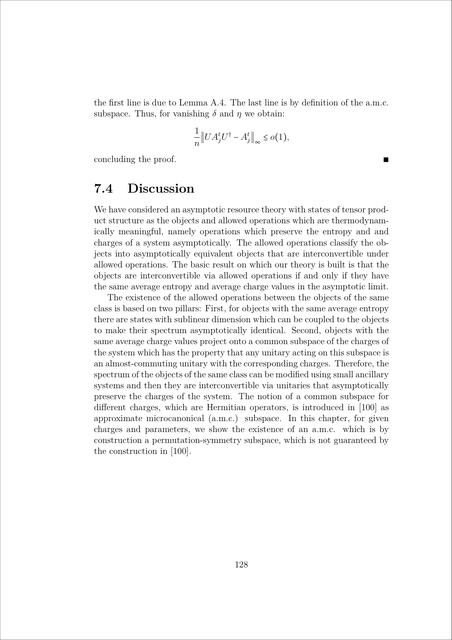 the first line is due to Lemma A.4. The last line is by definition of the a.m.c.
subspace. Thus, for vanishing δ and η we obtain:
1/n ‖U A_j^t U^† − A_j^t‖_∞ ≤ o(1),
concluding the proof. ■
7.4 Discussion
We have considered an asymptotic resource theory with states of tensor prod-
uct structure as the objects and allowed operations which are thermodynam-
ically meaningful, namely operations which preserve the entropy and and
charges of a system asymptotically. The allowed operations classify the ob-
jects into asymptotically equivalent objects that are interconvertible under
allowed operations. The basic result on which our theory is built is that the
objects are interconvertible via allowed operations if and only if they have
the same average entropy and average charge values in the asymptotic limit.
The existence of the allowed operations between the objects of the same
class is based on two pillars: First, for objects with the same average entropy
there are states with sublinear dimension which can be coupled to the objects
to make their spectrum asymptotically identical. Second, objects with the
same average charge values project onto a common subspace of the charges of
the system which has the property that any unitary acting on this subspace is
an almost-commuting unitary with the corresponding charges. Therefore, the
spectrum of the objects of the same class can be modified using small ancillary
systems and then they are interconvertible via unitaries that asymptotically
preserve the charges of the system. The notion of a common subspace for
different charges, which are Hermitian operators, is introduced in [100] as
approximate microcanonical (a.m.c.) subspace. In this chapter, for given
charges and parameters, we show the existence of an a.m.c. which is by
construction a permutation-symmetry subspace, which is not guaranteed by
the construction in [100].
128